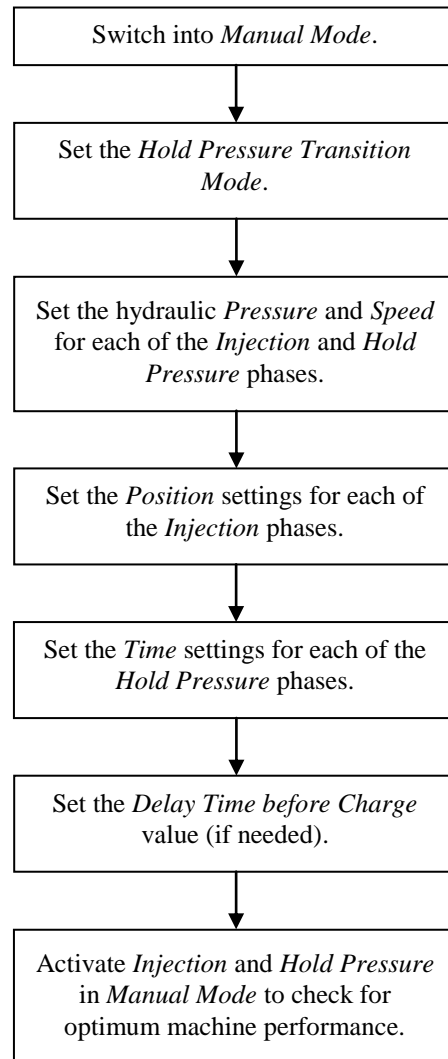 Switch into Manual Mode.
Set the Hold Pressure Transition
Mode.
Set the hydraulic Pressure and Speed
for each of the Injection and Hold
Pressure phases.
Set the Position settings for each of
the Injection phases.
Set the Time settings for each of the
Hold Pressure phases.
Set the Delay Time before Charge
value (if needed).
Activate Injection and Hold Pressure
in Manual Mode to check for
optimum machine performance.